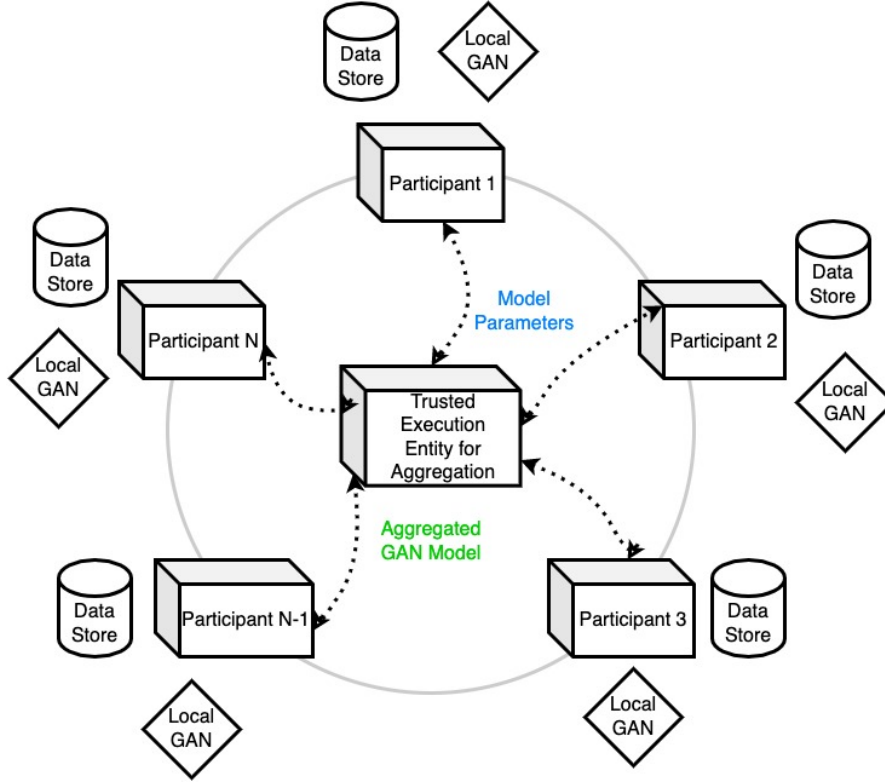 Data
Store
Local
GAN
Participant 1
Data
Store
Participant N
Local
GAN
Model
Parameters
Data
Store
Participant 2
Local
GAN
Trusted
Execution
Entity for
Aggregation
Aggregated
GAN Model
Data
Store
Participant N-1
Local
GAN
Participant 3
Data
Store
Local
GAN